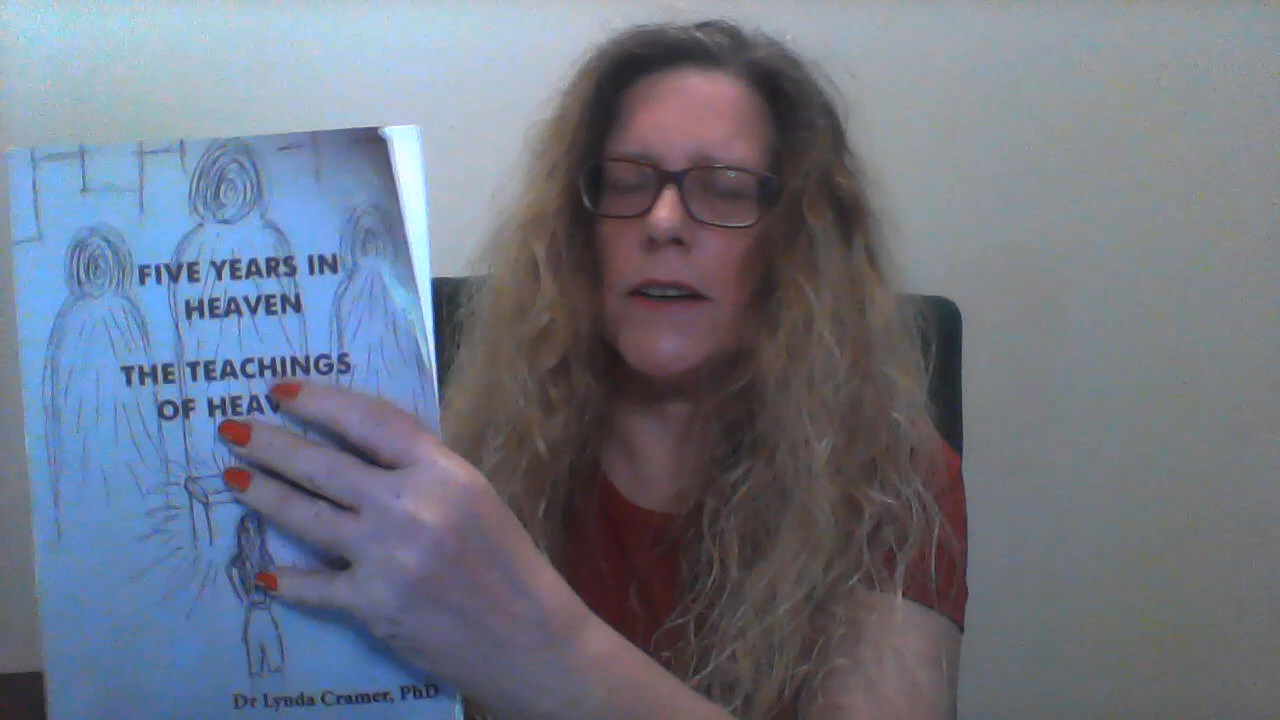 FIVE YEARS IN
HEAVEN
THE TEACHINGS
OF
Dr Lynda Cramer, PhD